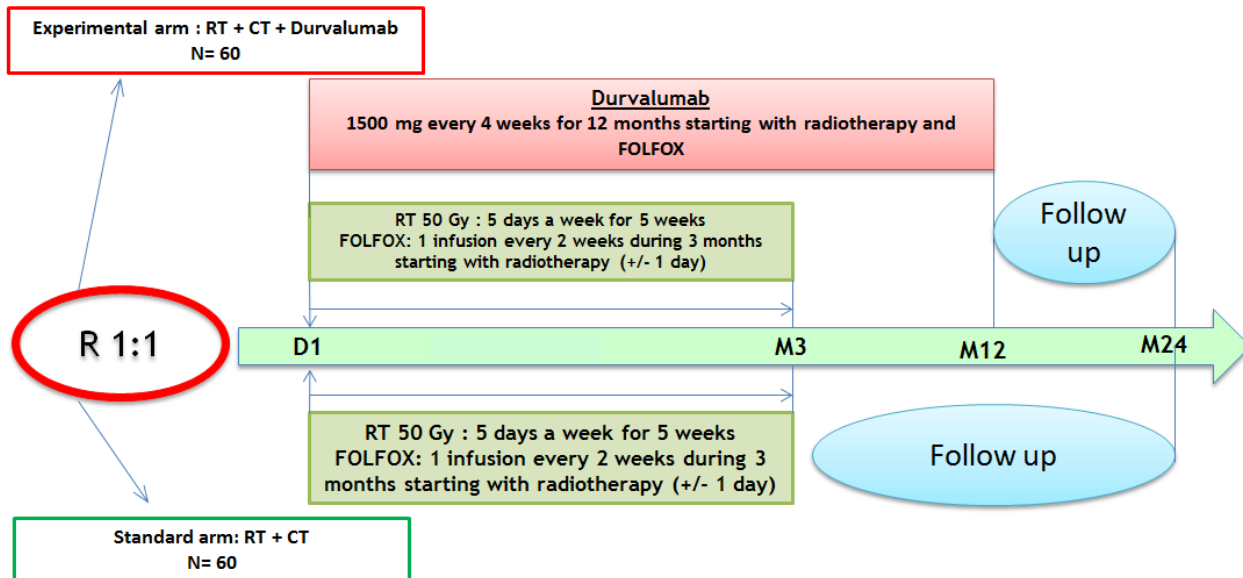 Experimental arm : RT + CT + Durvalumab
N= 60
Durvalumab
1500 mg every 4 weeks for 12 months starting with radiotherapy and
FOLFOX
RT 50 Gy : 5 days a week for 5 weeks
FOLFOX: 1 infusion every 2 weeks during 3 months
starting with radiotherapy (+/- 1 day)
Follow
up
R 1:1
D1
M3
M12
M24
RT 50 Gy : 5 days a week for 5 weeks
FOLFOX: 1 infusion every 2 weeks during 3
months starting with radiotherapy (+/- 1 day)
Follow up
Standard arm: RT + CT
N= 60